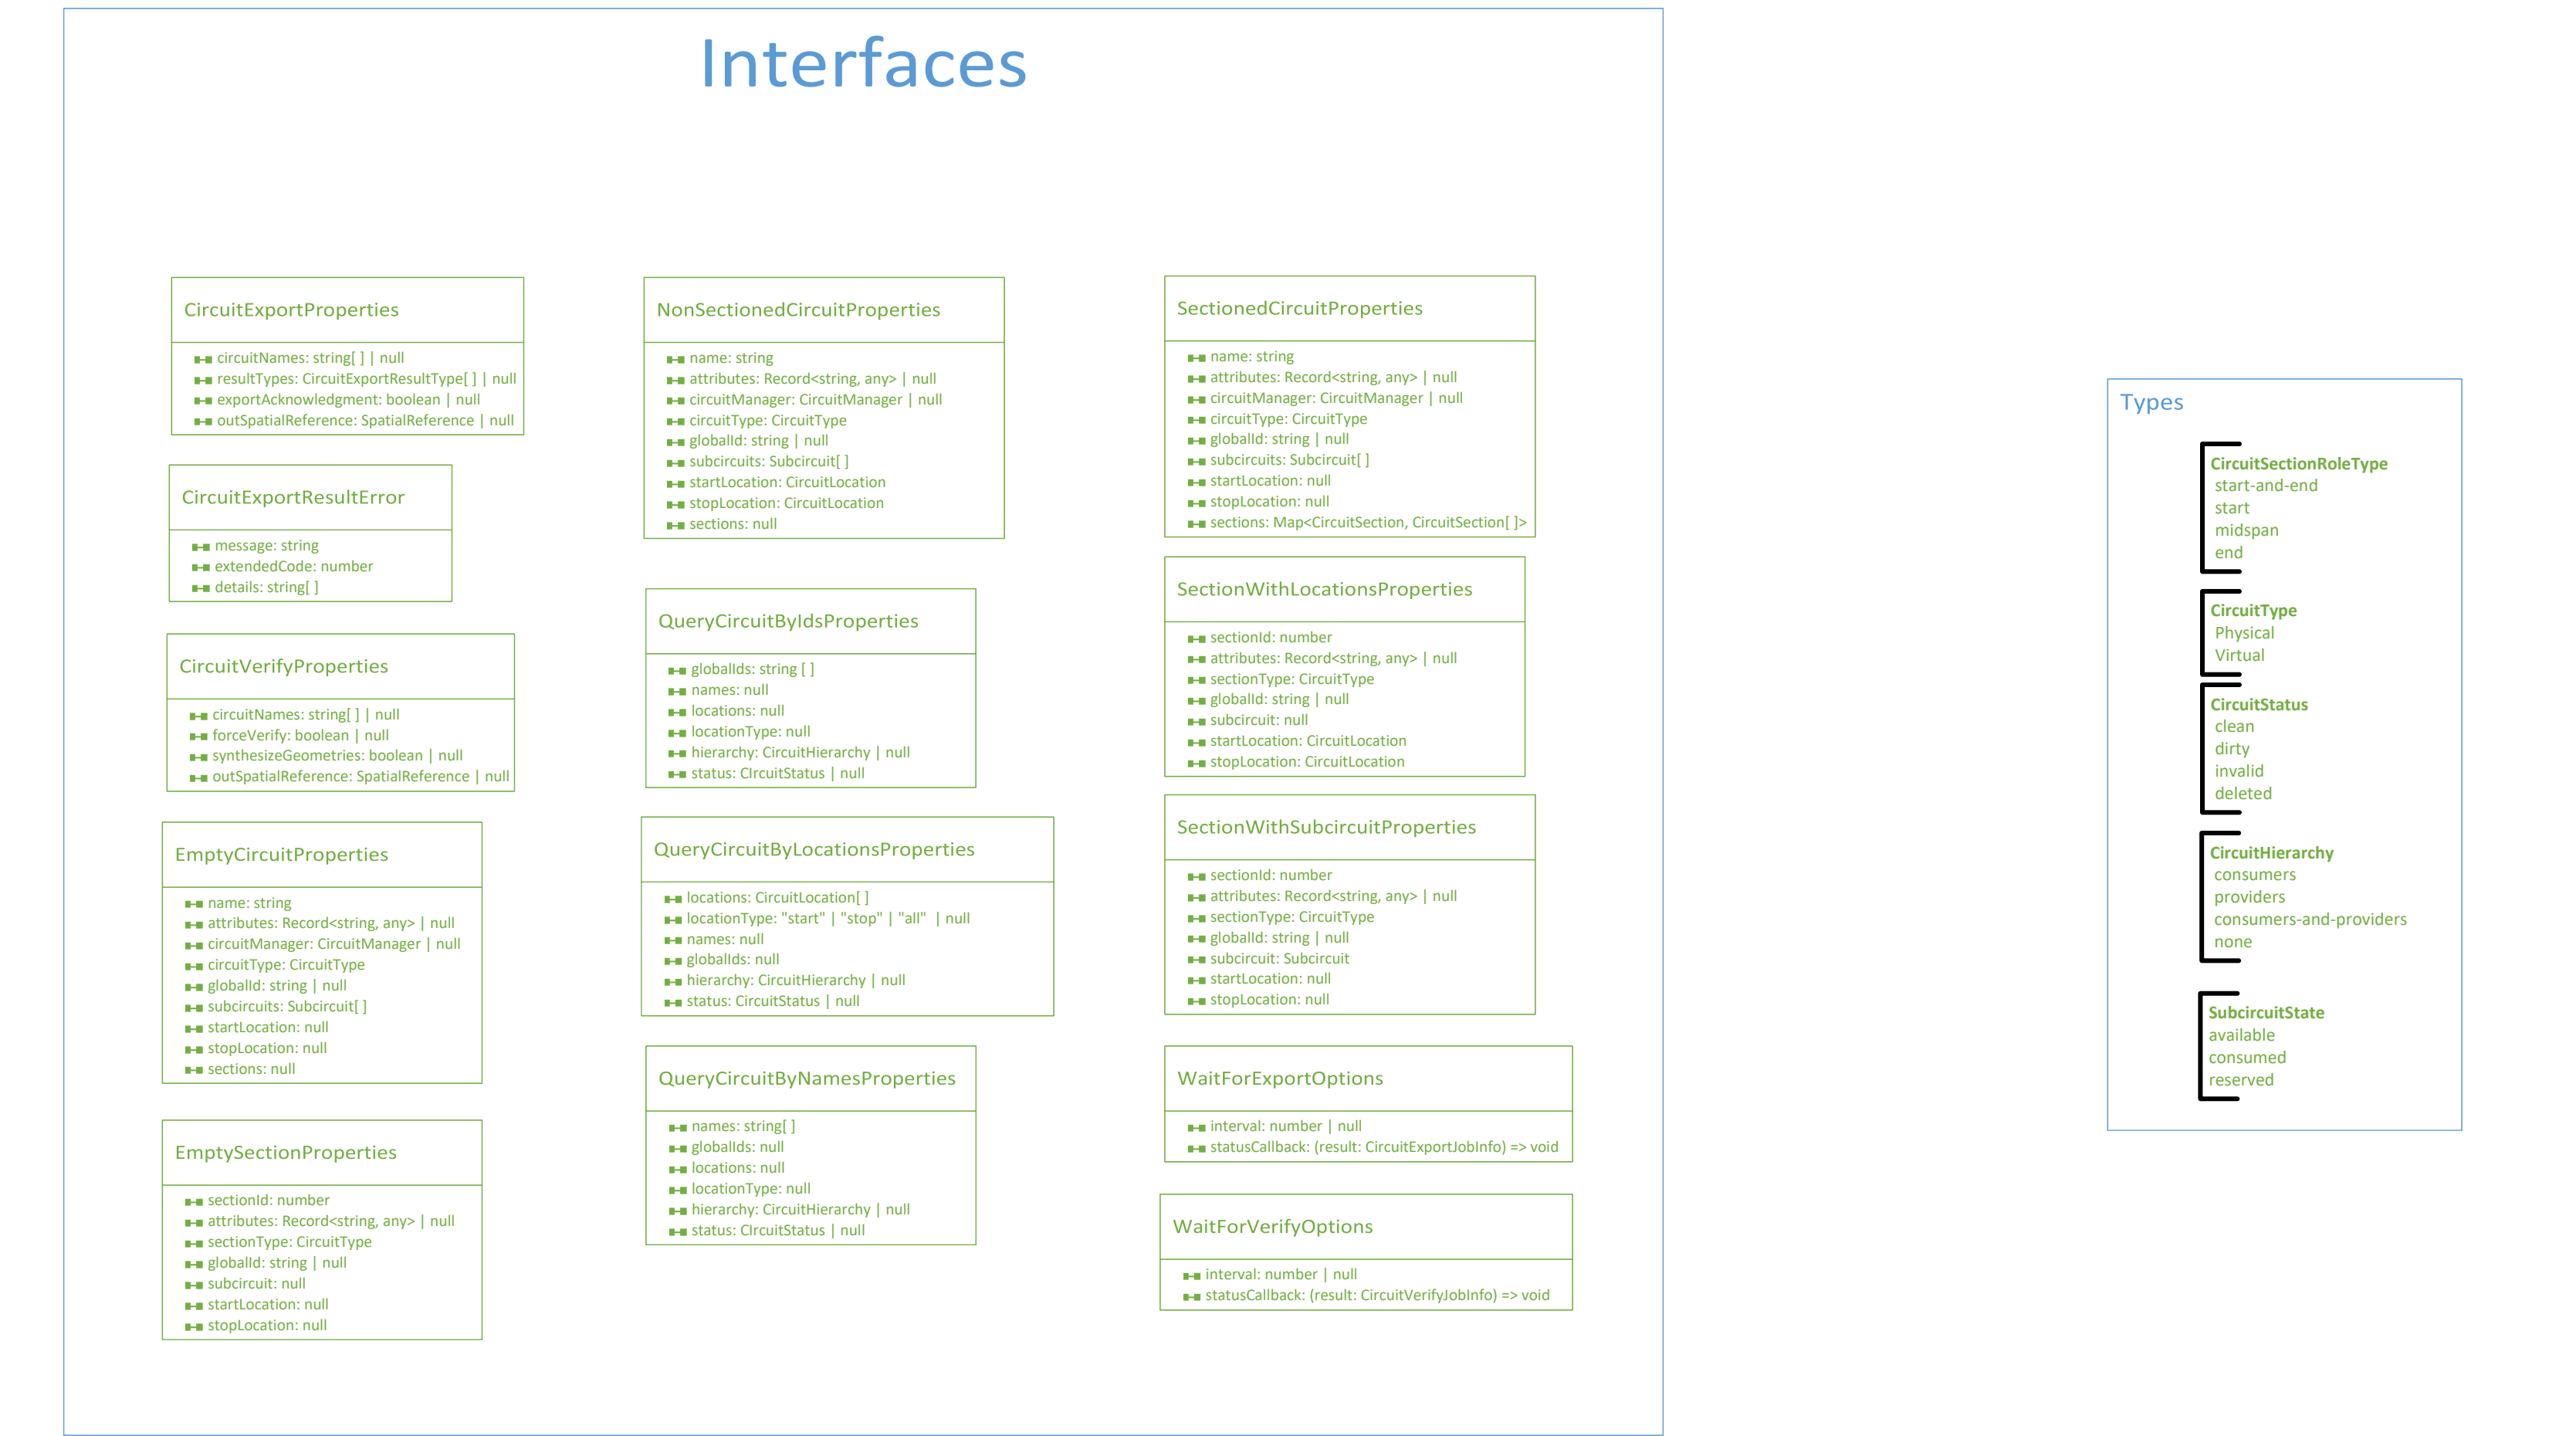 Interfaces
CircuitExportProperties
circuitNames: string[ ] | null
resultTypes: CircuitExportResultType[ ] | null
exportAcknowledgment: boolean | null
outSpatialReference: SpatialReference | null
CircuitExportResultError
message: string
extendedCode: number
details: string[ ]
CircuitVerifyProperties
circuitNames: string[ ] | null
forceVerify: boolean | null
synthesizeGeometries: boolean | null
outSpatialReference: SpatialReference | null
EmptyCircuitProperties
name: string
attributes: Record<string, any> | null
circuitManager: CircuitManager | null
circuitType: CircuitType
globalId: string | null
subcircuits: Subcircuit[ ]
startLocation: null
stopLocation: null
sections: null
EmptySectionProperties
sectionId: number
attributes: Record<string, any> | null
sectionType: CircuitType
globalId: string | null
subcircuit: null
startLocation: null
stopLocation: null
NonSectionedCircuitProperties
name: string
attributes: Record<string, any> | null
circuitManager: CircuitManager | null
circuitType: CircuitType
globalId: string | null
subcircuits: Subcircuit[ ]
startLocation: CircuitLocation
stopLocation: CircuitLocation
sections: null
QueryCircuitByIdsProperties
globalIds: string [ ]
names: null
locations: null
locationType: null
hierarchy: CircuitHierarchy | null
status: CIrcuitStatus | null
QueryCircuitByLocationsProperties
locations: CircuitLocation[ ]
locationType: "start" | "stop" | "all" | null
names: null
globalIds: null
hierarchy: CircuitHierarchy | null
status: CircuitStatus | null
QueryCircuitByNamesProperties
names: string[ ]
globalIds: null
locations: null
locationType: null
hierarchy: CircuitHierarchy | null
status: CIrcuitStatus | null
SectionedCircuitProperties
name: string
attributes: Record<string, any> | null
circuitManager: CircuitManager | null
circuitType: CircuitType
globalId: string | null
subcircuits: Subcircuit[ ]
startLocation: null
stopLocation: null
sections: Map<CircuitSection, CircuitSection[ ]>
SectionWithLocationsProperties
sectionId: number
attributes: Record<string, any> | null
sectionType: CircuitType
globalId: string | null
subcircuit: null
startLocation: CircuitLocation
stopLocation: CircuitLocation
SectionWithSubcircuitProperties
sectionId: number
attributes: Record<string, any> | null
sectionType: CircuitType
globalId: string | null
subcircuit: Subcircuit
startLocation: null
stopLocation: null
WaitForExportOptions
interval: number | null
statusCallback: (result: CircuitExportJobInfo) => void
WaitForVerifyOptions
interval: number | null
statusCallback: (result: CircuitVerifyJobInfo) => void
Types
CircuitSectionRoleType
start-and-end
start
midspan
end
CircuitType
Physical
Virtual
CircuitStatus
clean
dirty
invalid
deleted
CircuitHierarchy
consumers
providers
consumers-and-providers
none
SubcircuitState
available
consumed
reserved